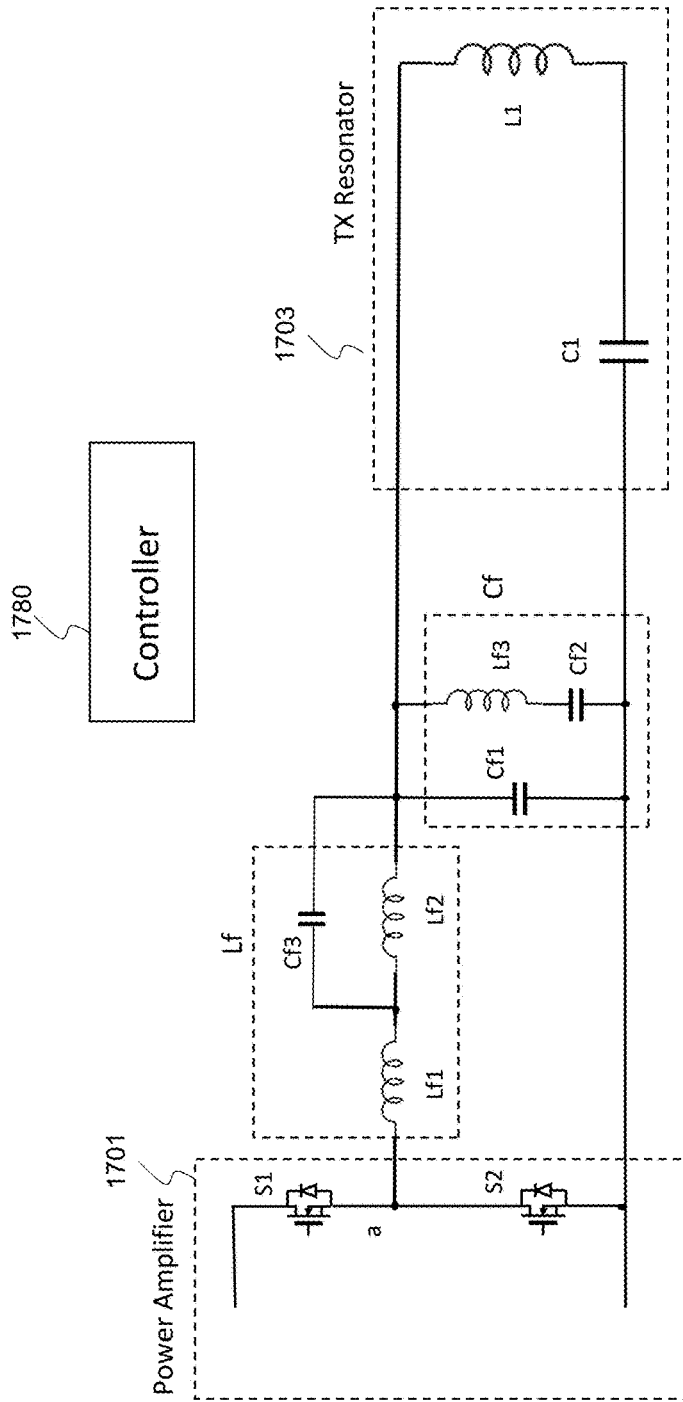 1780
Controller
1703
TX Resonator
L1
C1
Cf
Lf3
Cf2
Cf1
Lf
Cf3
Lf2
Lf1
1701
Power Amplifier
S1
a
S2